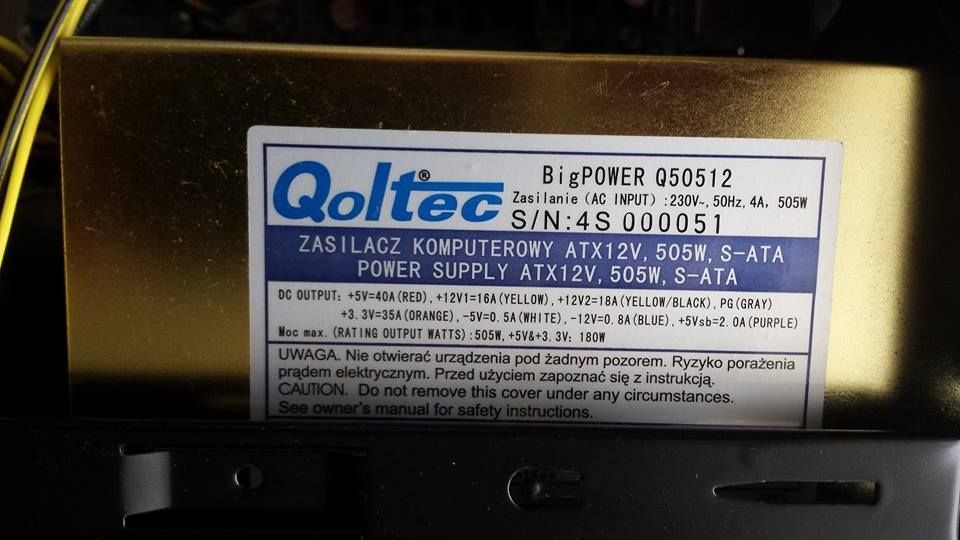 Qoltec®
BigPOWER Q50512
Zasilanie (AC INPUT) :230V~, 50Hz, 4A, 505W
S/N:4S 000051
ZASILACZ KOMPUTEROWY ATX12V, 505W, S-ATA
POWER SUPPLY ATX12V, 505W, S-ATA
DC OUTPUT: +5V=40A(RED), +12V1=16A(YELLOW), +12V2=18A(YELLOW/BLACK), PG(GRAY)
+3.3V=35A(ORANGE), -5V=0.5A(WHITE), -12V=0.8A(BLUE), +5Vsb=2.0A(PURPLE)
Moc max. (RATING OUTPUT WATTS) :505W, +5V&+3.3V: 180W
UWAGA. Nie otwierać urządzenia pod żadnym pozorem. Ryzyko porażenia
prądem elektrycznym. Przed użyciem zapoznać się z instrukcją.
CAUTION. Do not remove this cover under any circumstances.
See owner's manual for safety instructions.